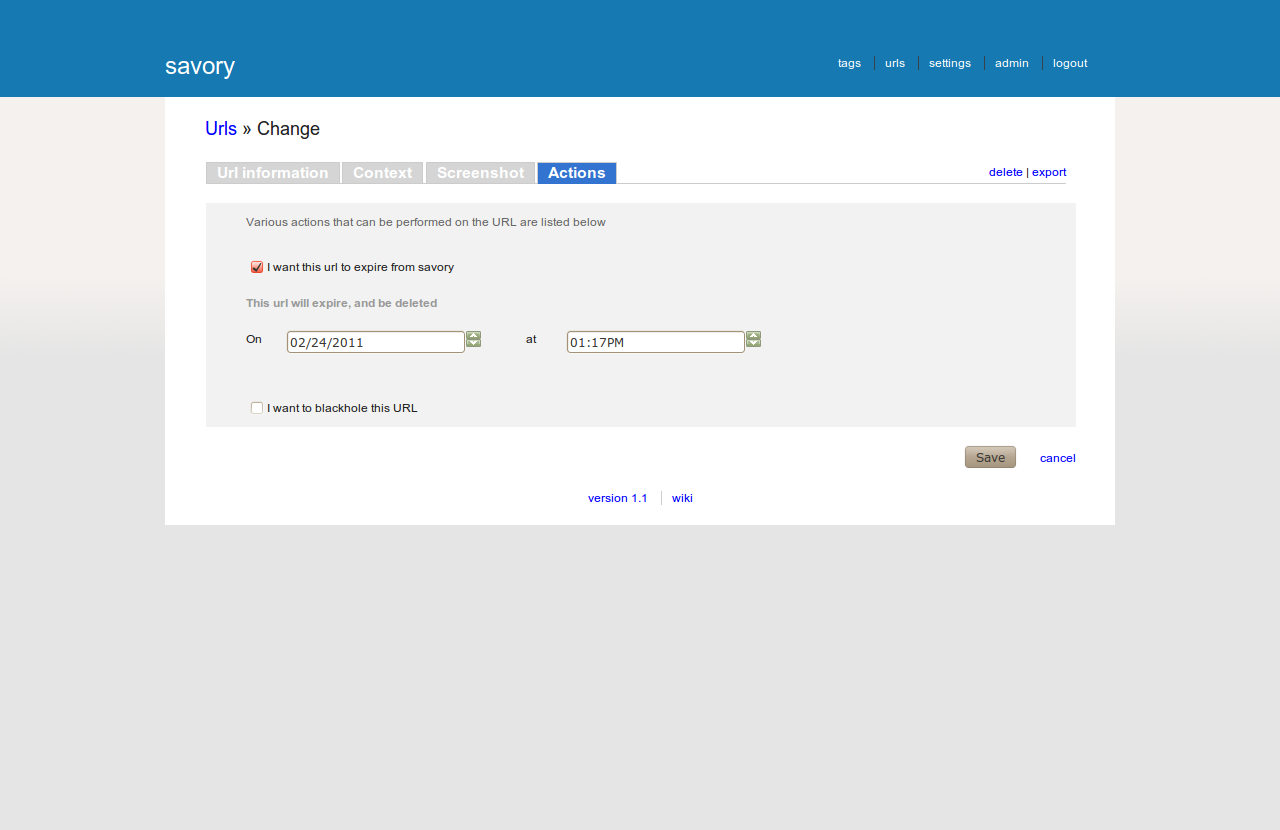 savory
tags urls settings admin logout
Urls » Change
Url information Context Screenshot Actions delete | export
Various actions that can be performed on the URL are listed below
I want this url to expire from savory
This url will expire, and be deleted
On 02/24/2011 at 01:17PM
I want to blackhole this URL
Save cancel
version 1.1 wiki